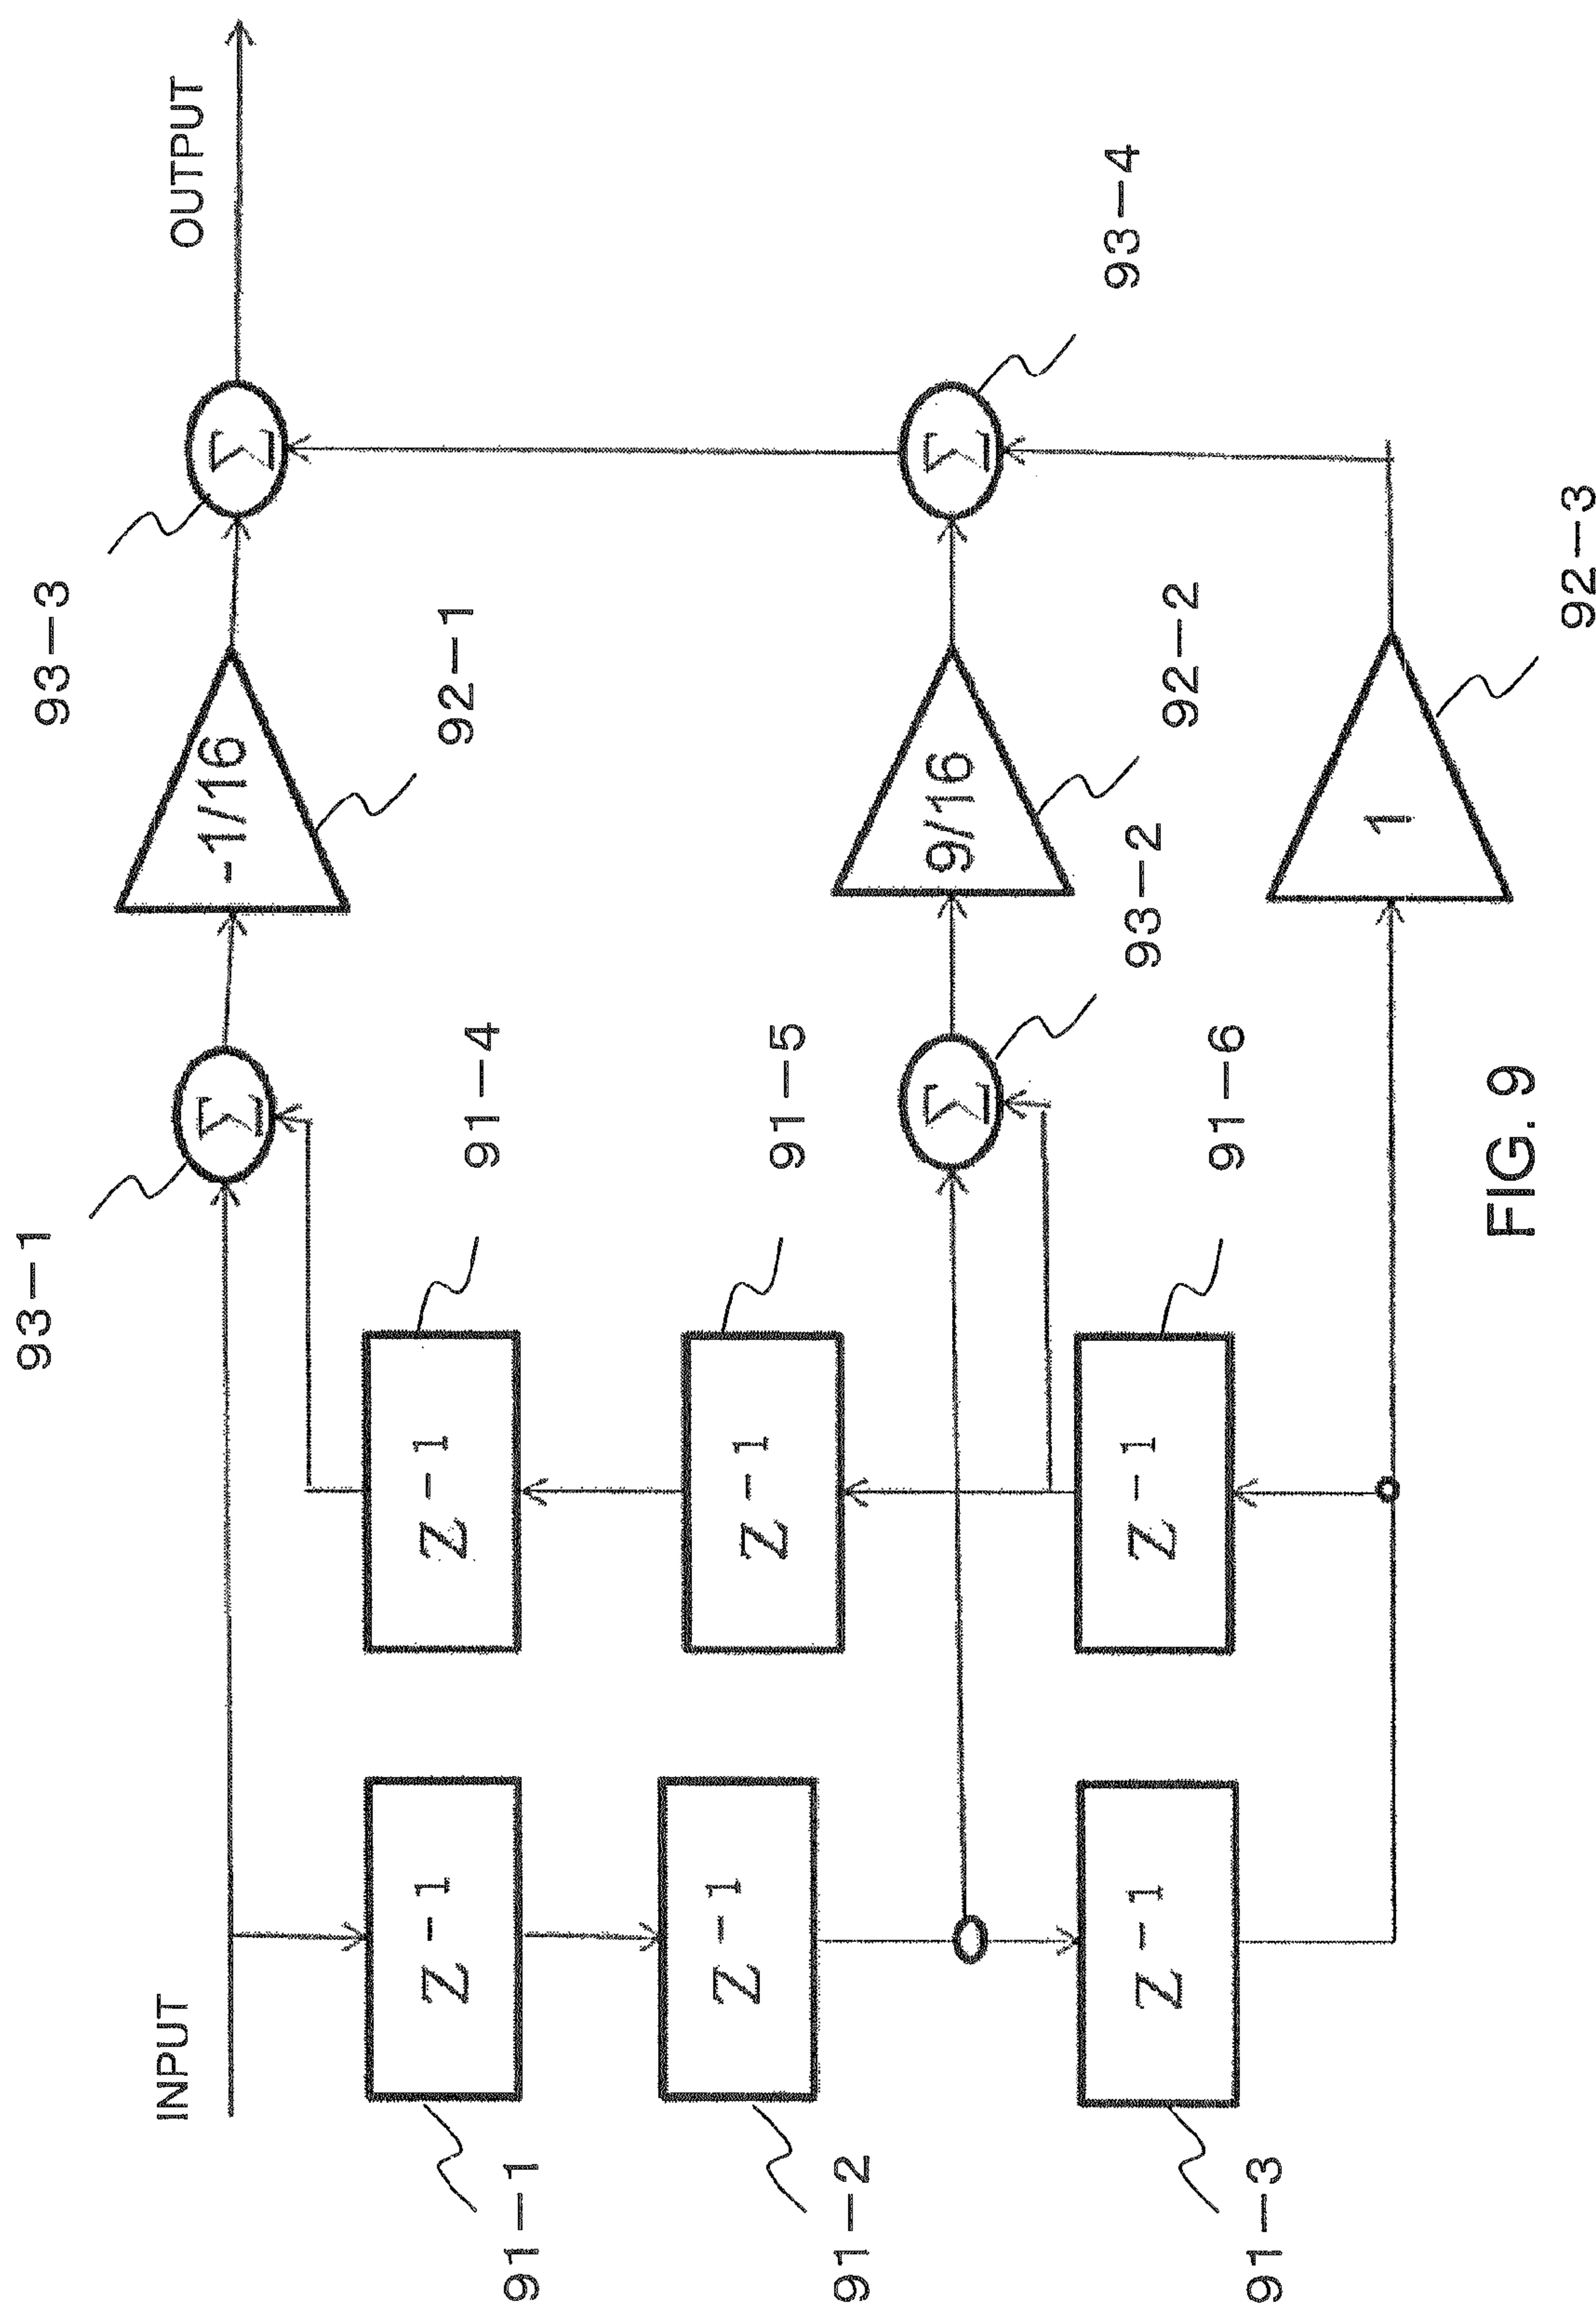 93-1
93-3
INPUT
OUTPUT
Σ
-1/16
Σ
92-1
Z-1
Z-1
91-4
91-1
Z-1
Z-1
91-5
91-2
Σ
9/16
Σ
93-4
93-2
92-2
Z-1
Z-1
91-6
91-3
1
92-3
FIG. 9